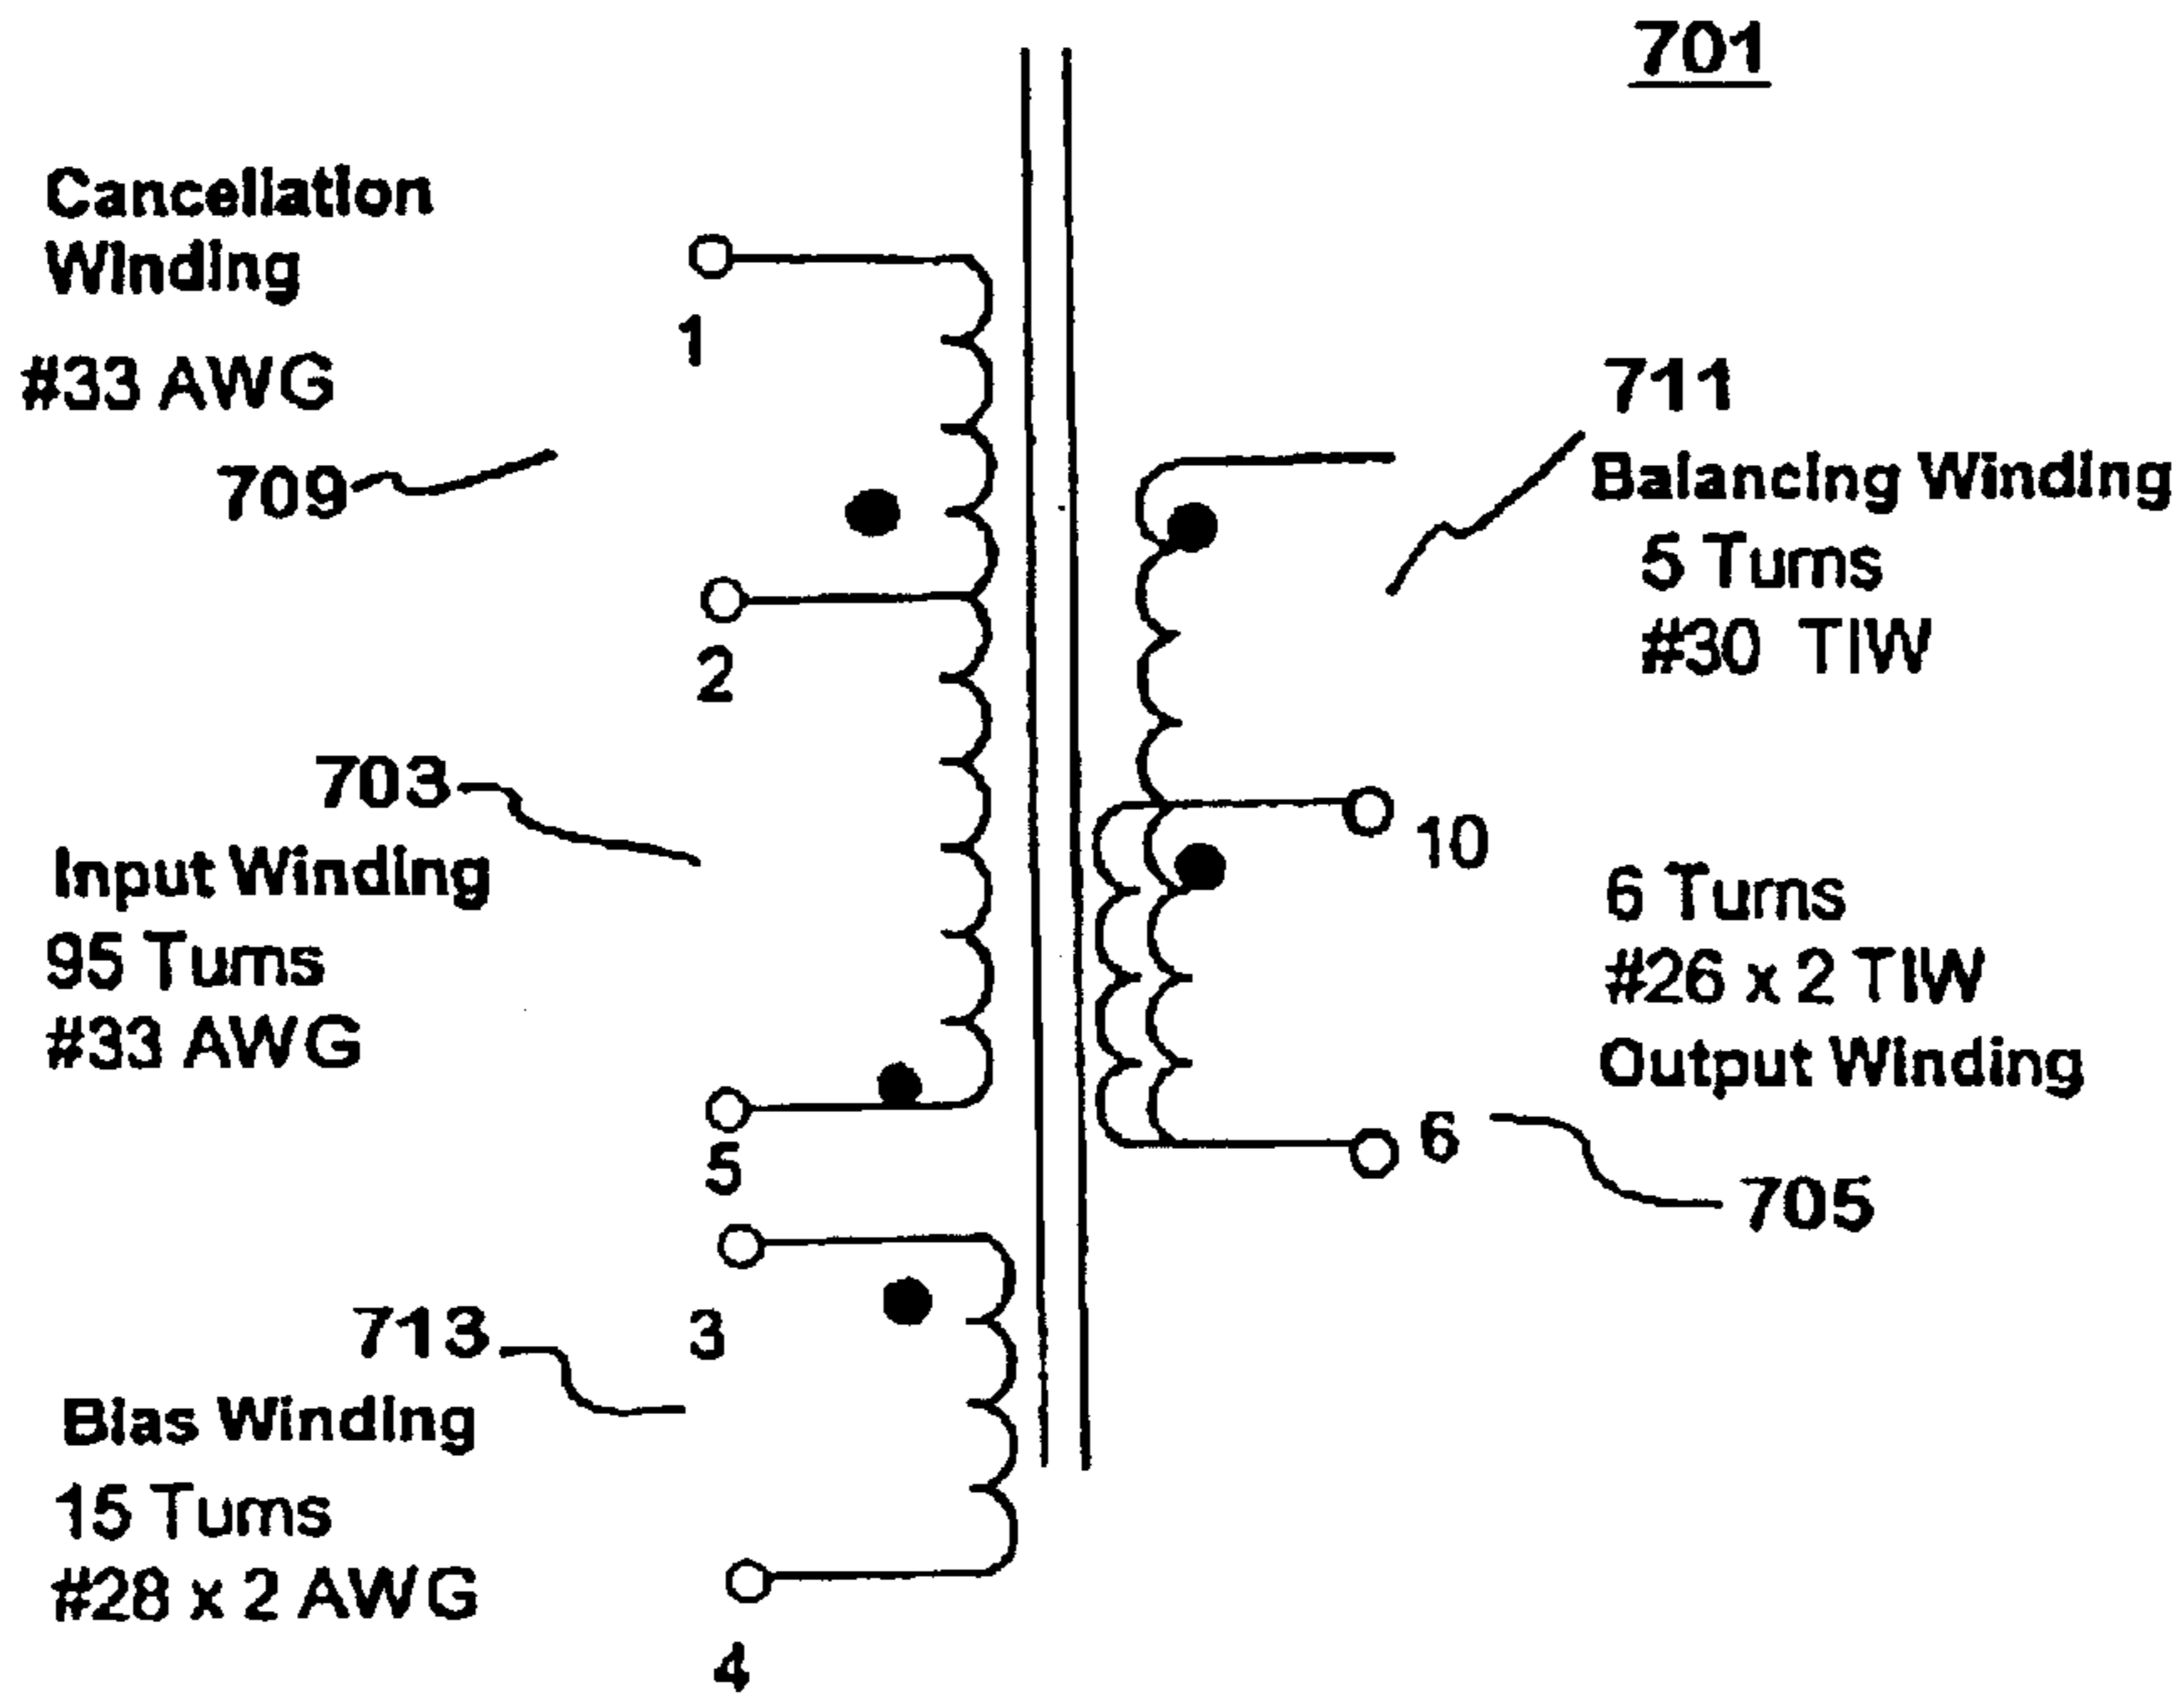 701
Cancellation
Winding
#33 AWG
709
1
2
703
Input Winding
95 Turns
#33 AWG
5
3
713
Bias Winding
15 Turns
#28 x 2 AWG
4
711
Balancing Winding
5 Turns
#30 TIW
10
6 Turns
#26 x 2 TIW
Output Winding
6
705